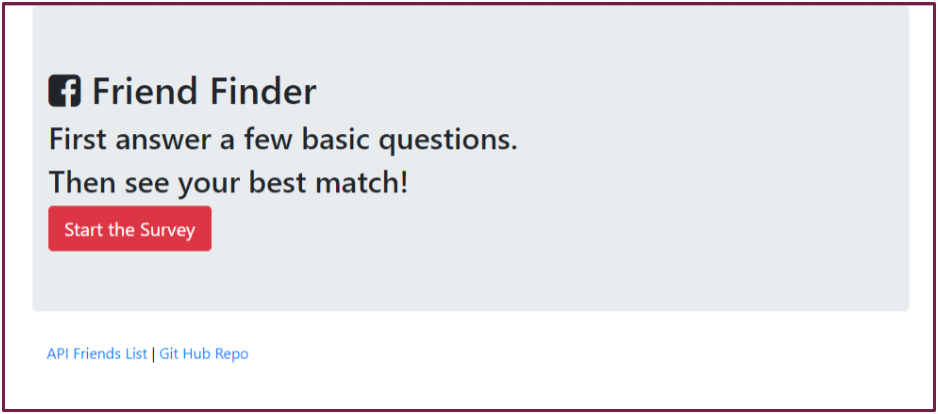 Friend Finder
First answer a few basic questions.
Then see your best match!
Start the Survey
API Friends List | Git Hub Repo